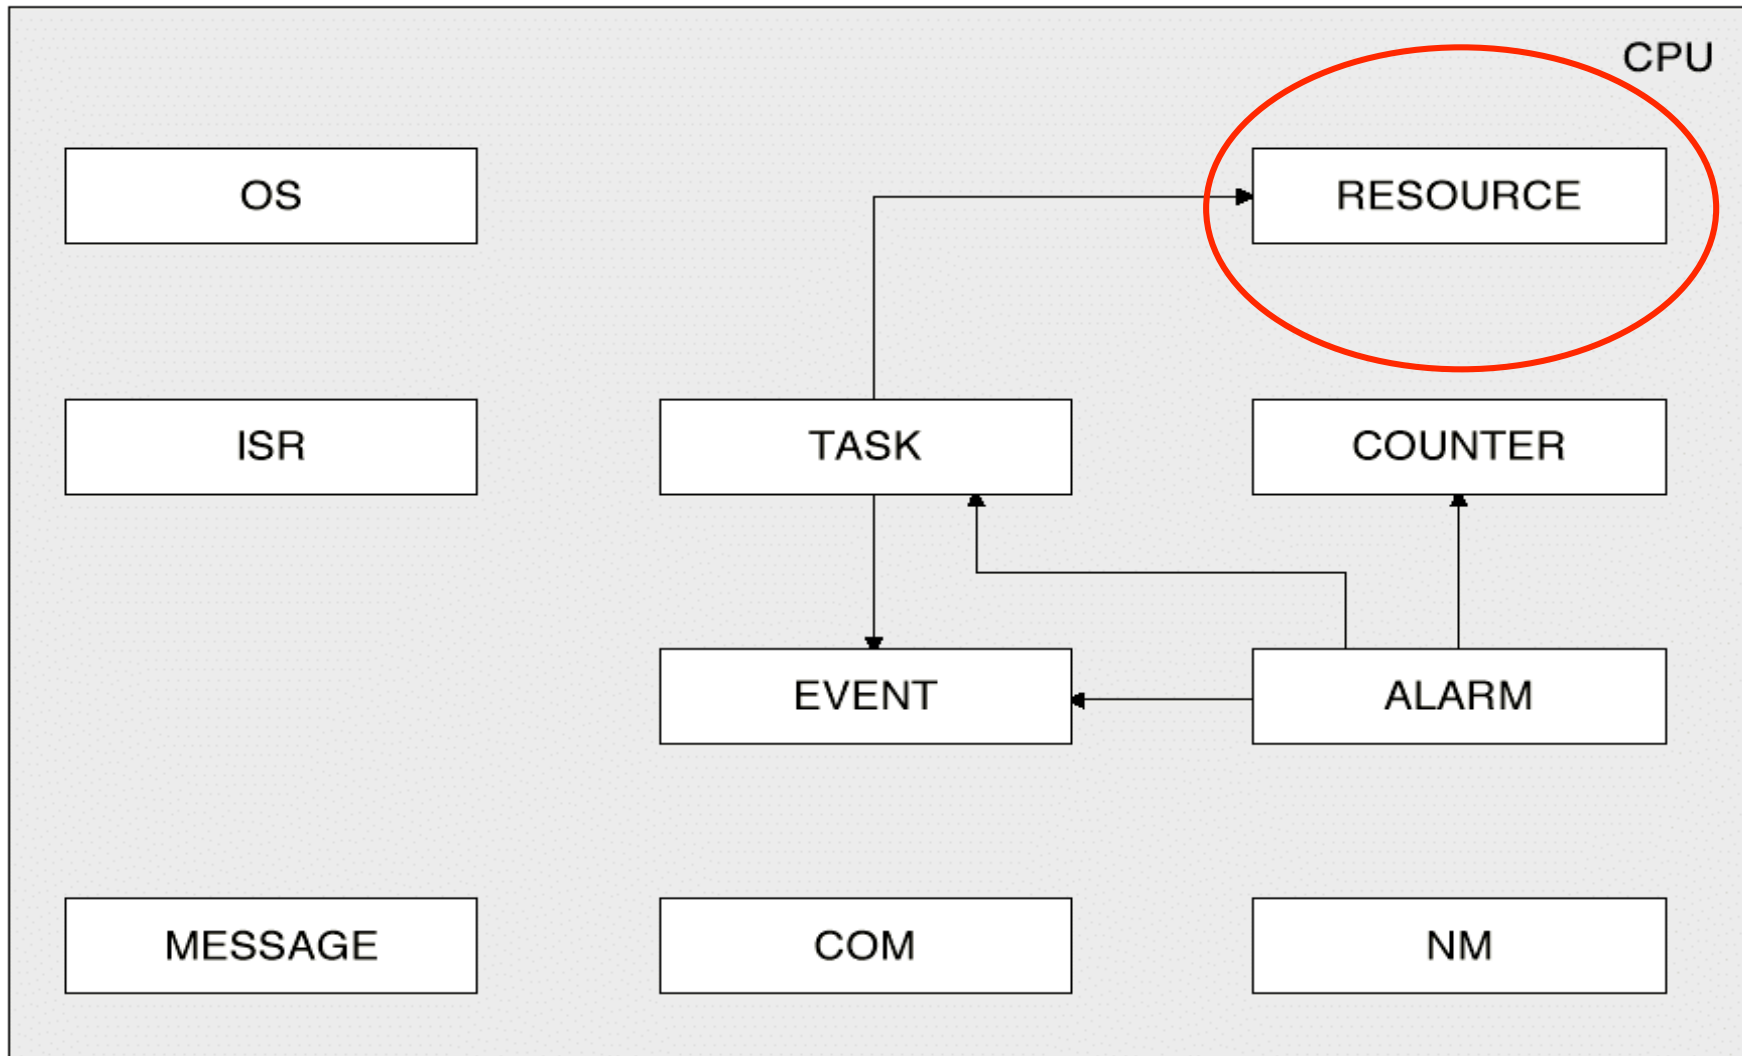 CPU
OS
RESOURCE
ISR
TASK
COUNTER
EVENT
ALARM
MESSAGE
COM
NM